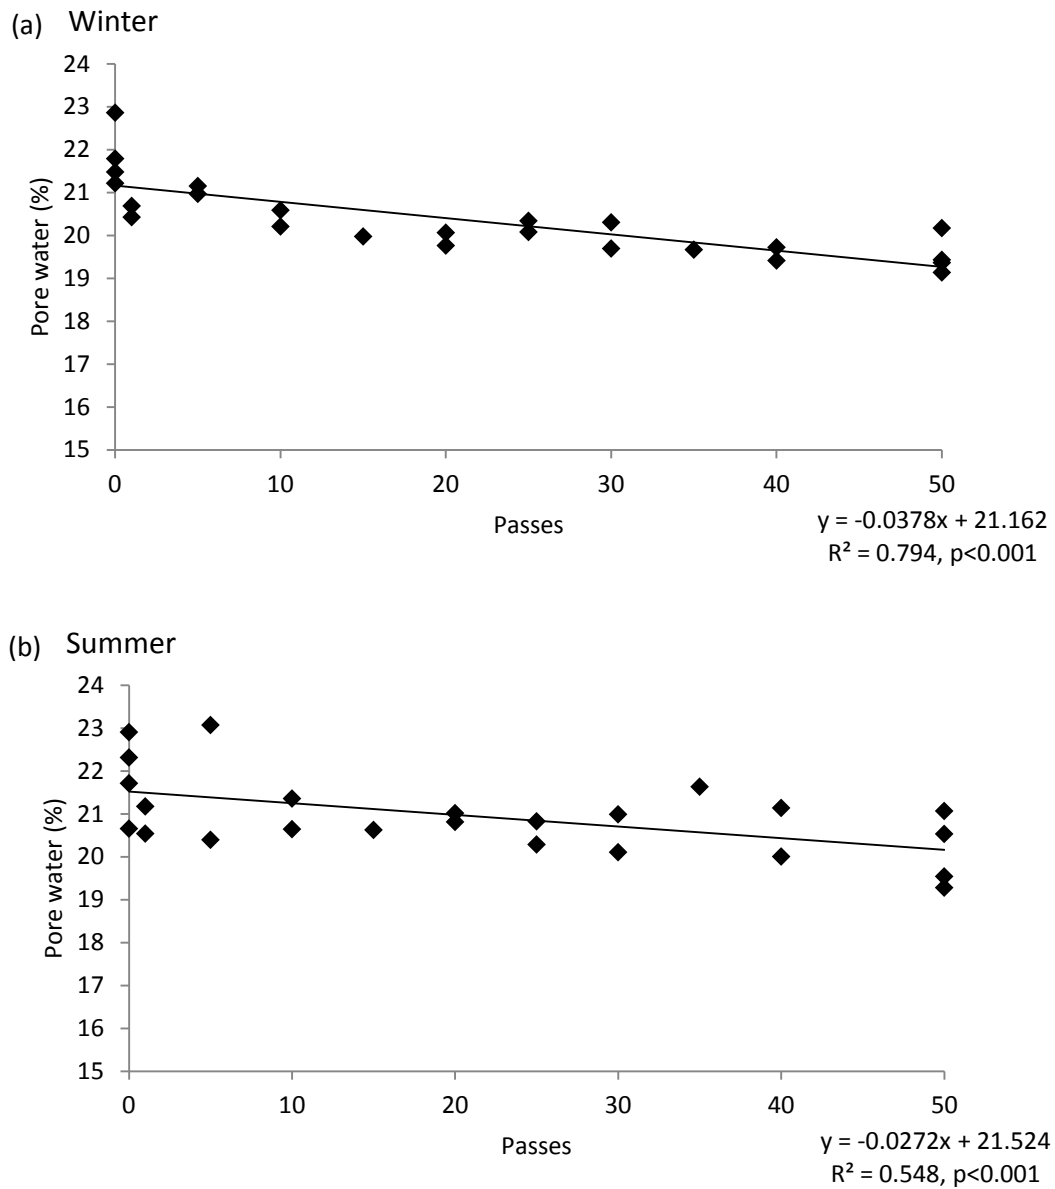 (a) Winter
24
23
22
21
20
19
18
17
16
15
Pore water (%)
0 10 20 30 40 50
Passes
y = -0.0378x + 21.162
R² = 0.794, p<0.001
(b) Summer
24
23
22
21
20
19
18
17
16
15
Pore water (%)
0 10 20 30 40 50
Passes
y = -0.0272x + 21.524
R² = 0.548, p<0.001